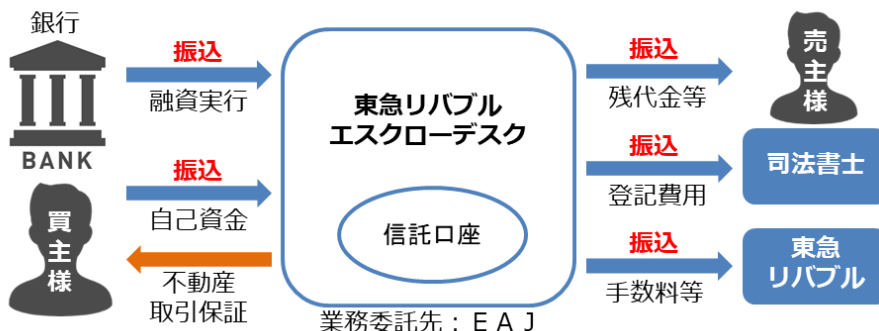 銀行
BANK
振込
融資実行
振込
自己資金
買主様
不動産
取引保証
東急リバブル
エスクローデスク
信託口座
業務委託先：ＥＡＪ
振込
残代金等
売主様
振込
登記費用
司法書士
振込
手数料等
東急
リバブル